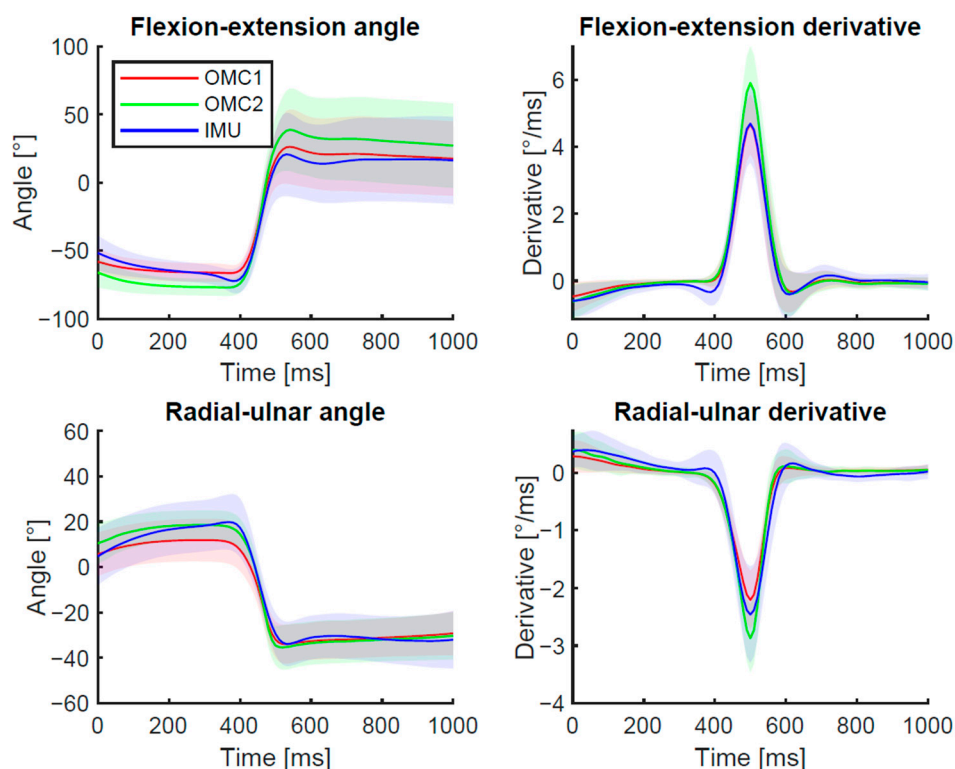 Flexion-extension angle
100
50
0
−50
−100
Angle [°]
OMC1
OMC2
IMU
0 200 400 600 800 1000
Time [ms]
Flexion-extension derivative
6
4
2
0
Derivative [°/ms]
0 200 400 600 800 1000
Time [ms]
Radial-ulnar angle
60
40
20
0
−20
−40
−60
Angle [°]
0 200 400 600 800 1000
Time [ms]
Radial-ulnar derivative
0
−1
−2
−3
−4
Derivative [°/ms]
0 200 400 600 800 1000
Time [ms]